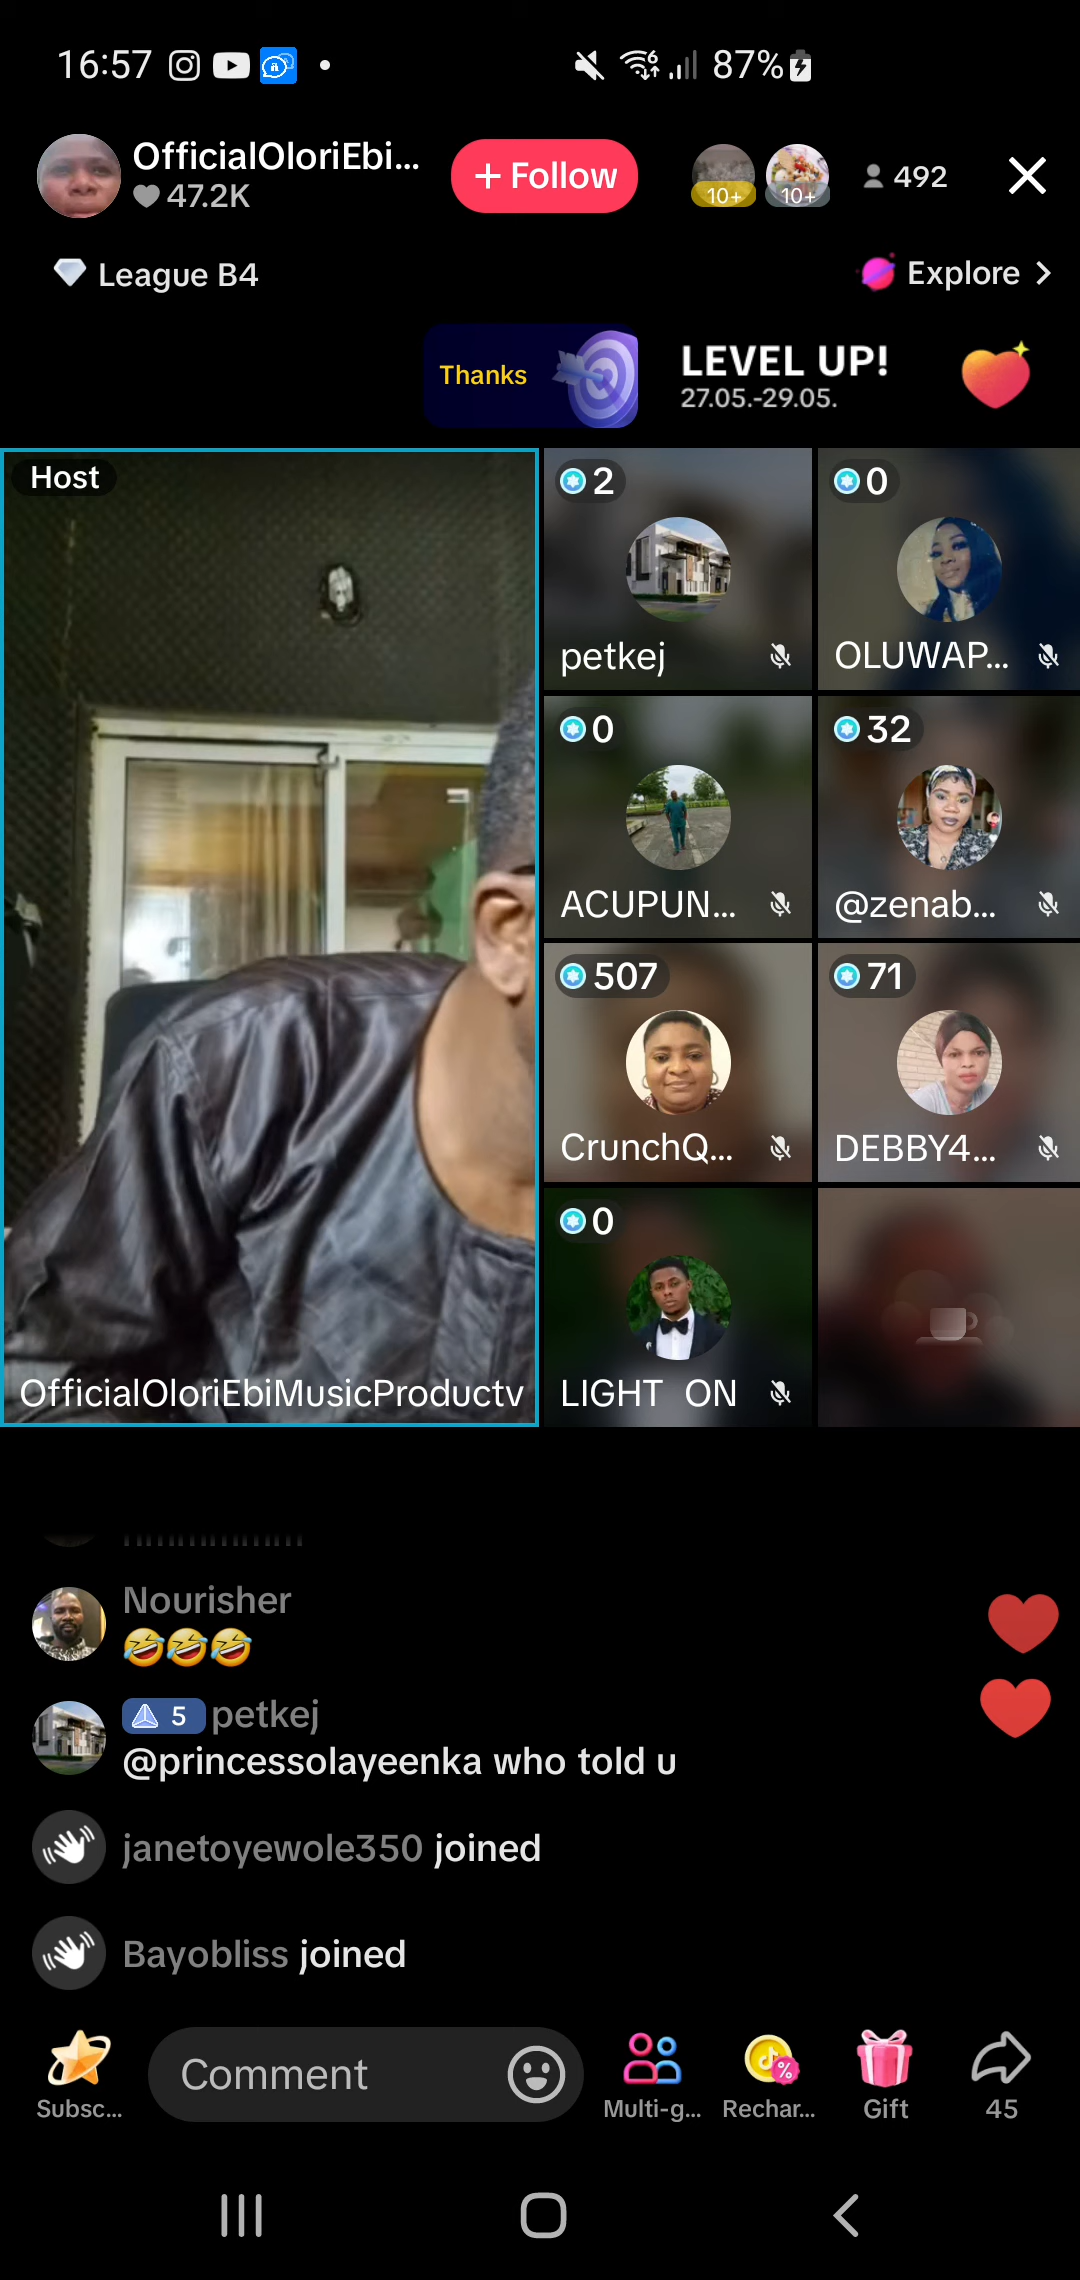 16:57
87%
OfficialOloriEbi...
47.2K
+ Follow
10+
10+
492
League B4
Explore
Thanks
LEVEL UP!
27.05.-29.05.
Host
2
petkej
0
OLUWAP...
0
ACUPUN...
32
@zenab...
507
CrunchQ...
71
DEBBY4...
0
LIGHT ON
OfficialOloriEbiMusicProductv
Nourisher
🤣🤣🤣
5 petkej
@princessolayeenka who told u
janetoyewole350 joined
Bayobliss joined
Comment
Subsc...
Multi-g...
Rechar...
Gift
45